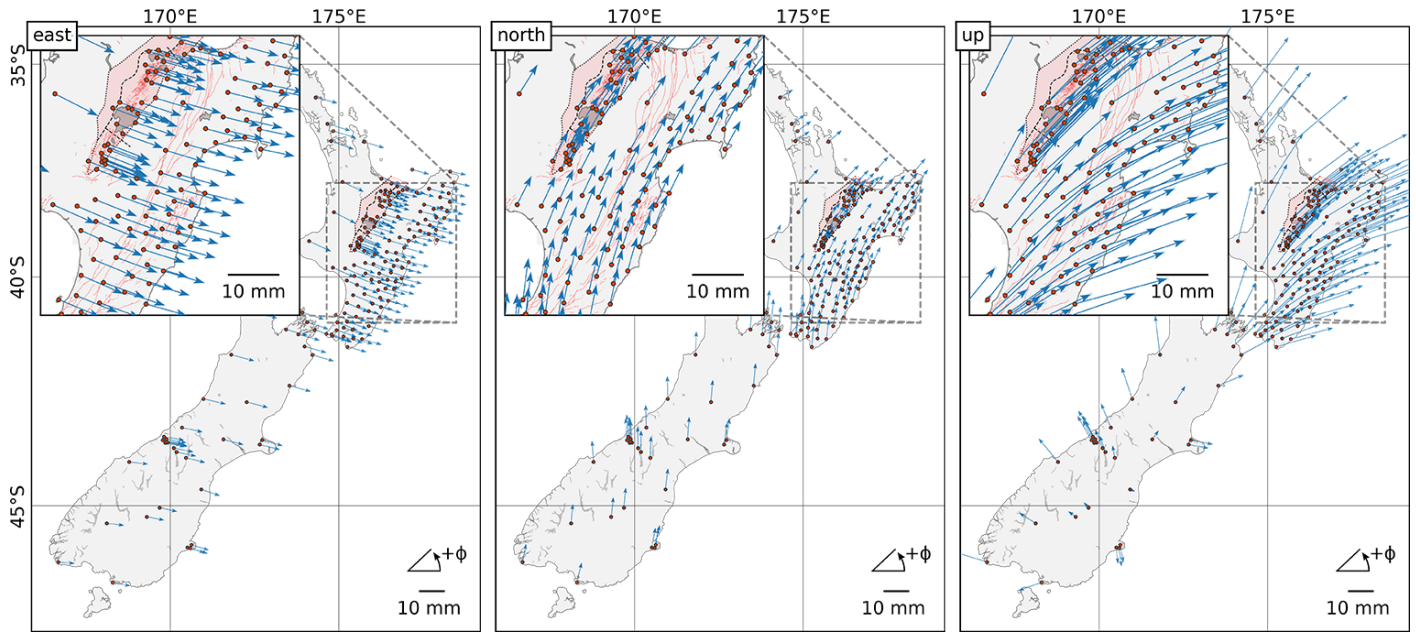 170°E 175°E 170°E 175°E 170°E 175°E
east north up
35°S
40°S
45°S
10 mm 10 mm 10 mm
+ϕ +ϕ +ϕ
10 mm 10 mm 10 mm